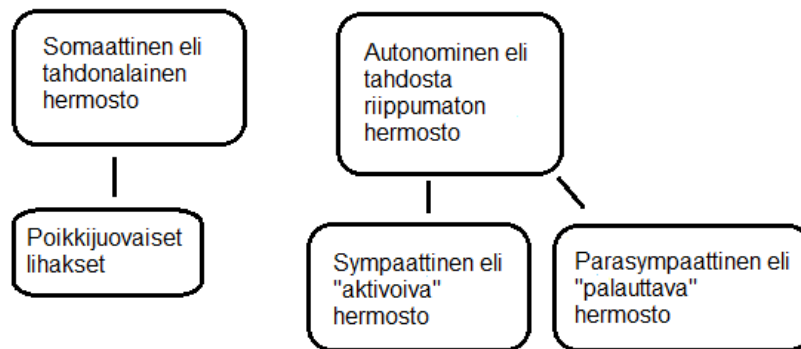 Somaattinen eli
tahdonalainen
hermosto
Autonominen eli
tahdosta
riippumaton
hermosto
Poikkijuovaiset
lihakset
Sympaattinen eli
"aktivoiva"
hermosto
Parasympaattinen eli
"palauttava"
hermosto